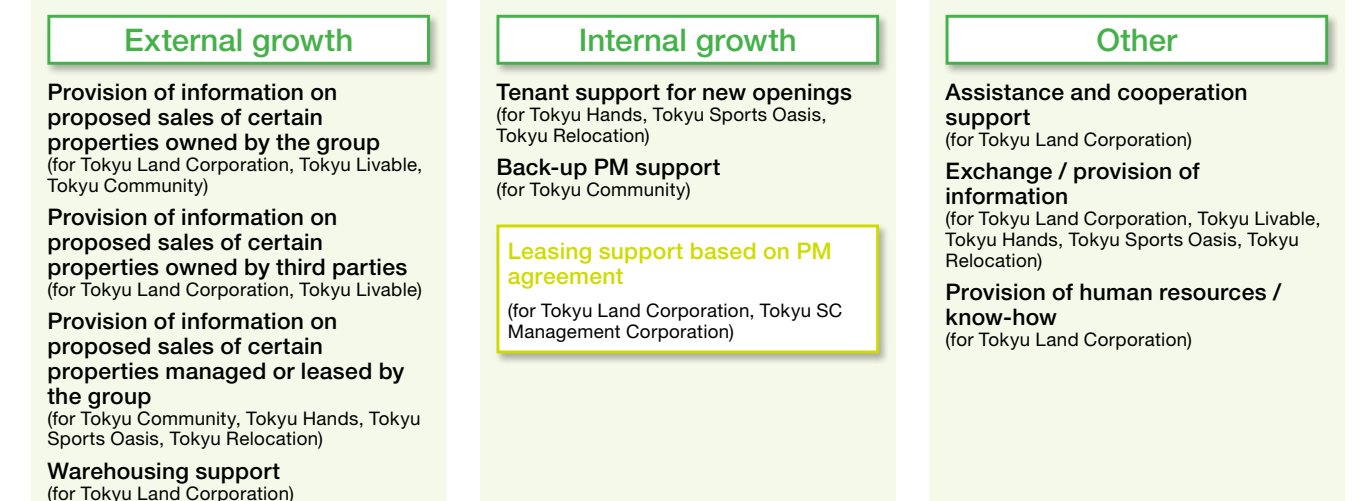 External growth
Provision of information on
proposed sales of certain
properties owned by the group
(for Tokyu Land Corporation, Tokyu Livable,
Tokyu Community)
Provision of information on
proposed sales of certain
properties owned by third parties
(for Tokyu Land Corporation, Tokyu Livable)
Provision of information on
proposed sales of certain
properties managed or leased by
the group
(for Tokyu Community, Tokyu Hands, Tokyu
Sports Oasis, Tokyu Relocation)
Warehousing support
(for Tokyu Land Corporation)
Internal growth
Tenant support for new openings
(for Tokyu Hands, Tokyu Sports Oasis,
Tokyu Relocation)
Back-up PM support
(for Tokyu Community)
Leasing support based on PM
agreement
(for Tokyu Land Corporation, Tokyu SC
Management Corporation)
Other
Assistance and cooperation
support
(for Tokyu Land Corporation)
Exchange / provision of
information
(for Tokyu Land Corporation, Tokyu Livable,
Tokyu Hands, Tokyu Sports Oasis, Tokyu
Relocation)
Provision of human resources /
know-how
(for Tokyu Land Corporation)